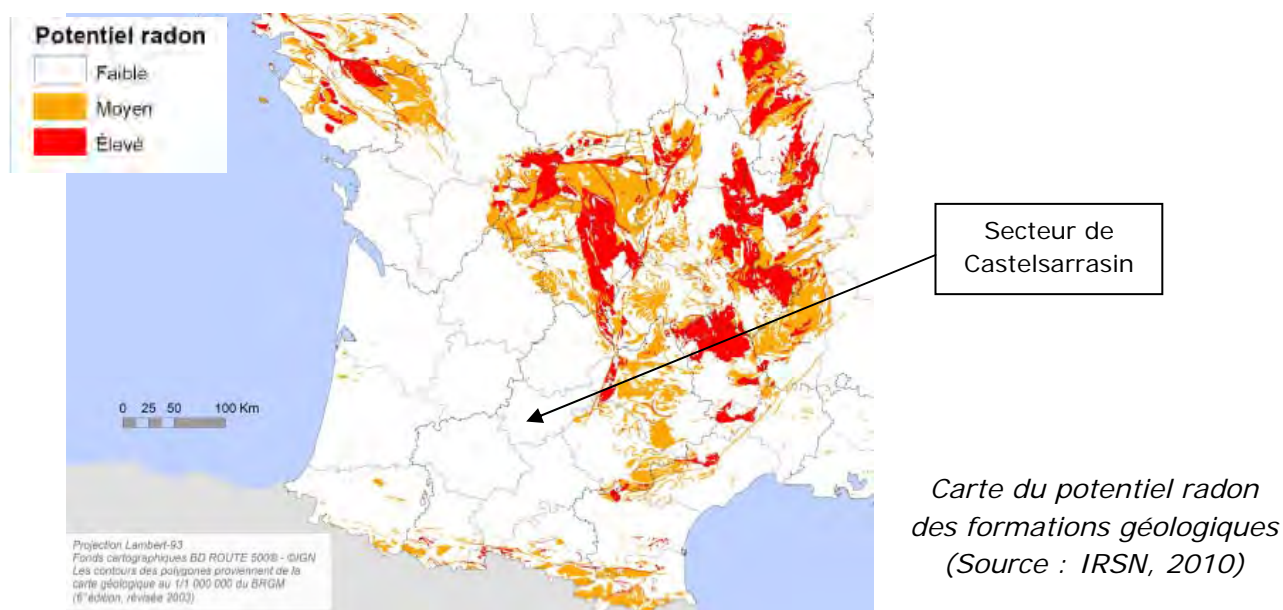 Potentiel radon
Faible
Moyen
Élevé
Secteur de
Castelsarrasin
0 25 50 100 Km
Carte du potentiel radon
des formations géologiques
(Source : IRSN, 2010)
Projection Lambert-93
Fonds cartographiques BD ROUTE 500® - ©IGN
Les contours des polygones proviennent de la
carte géologique au 1/1 000 000 du BRGM
(6° édition, révisée 2003)